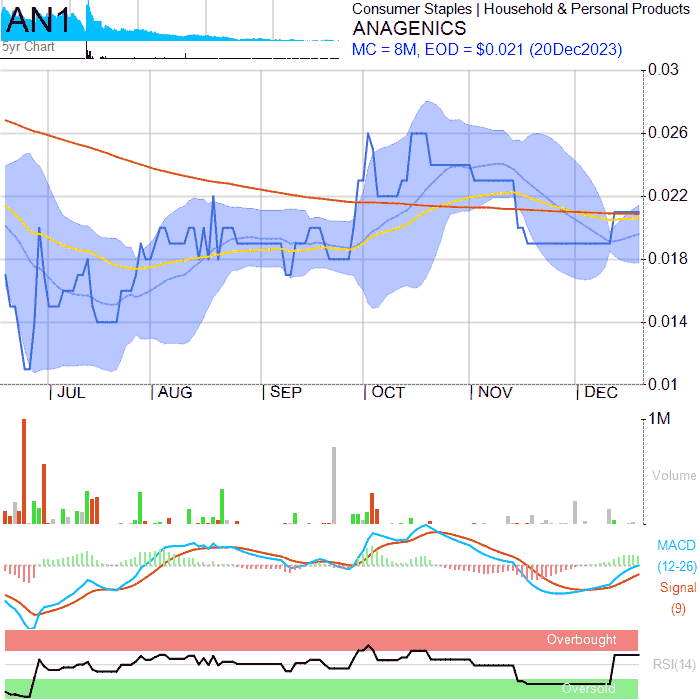 AN1
5yr Chart
Consumer Staples | Household & Personal Products
ANAGENICS
MC = 8M, EOD = $0.021 (20Dec2023)
0.03
0.026
0.022
0.018
0.014
0.01
JUL AUG SEP OCT NOV DEC
1M
Volume
MACD
(12-26)
Signal
(9)
Overbought
RSI(14)
Oversold